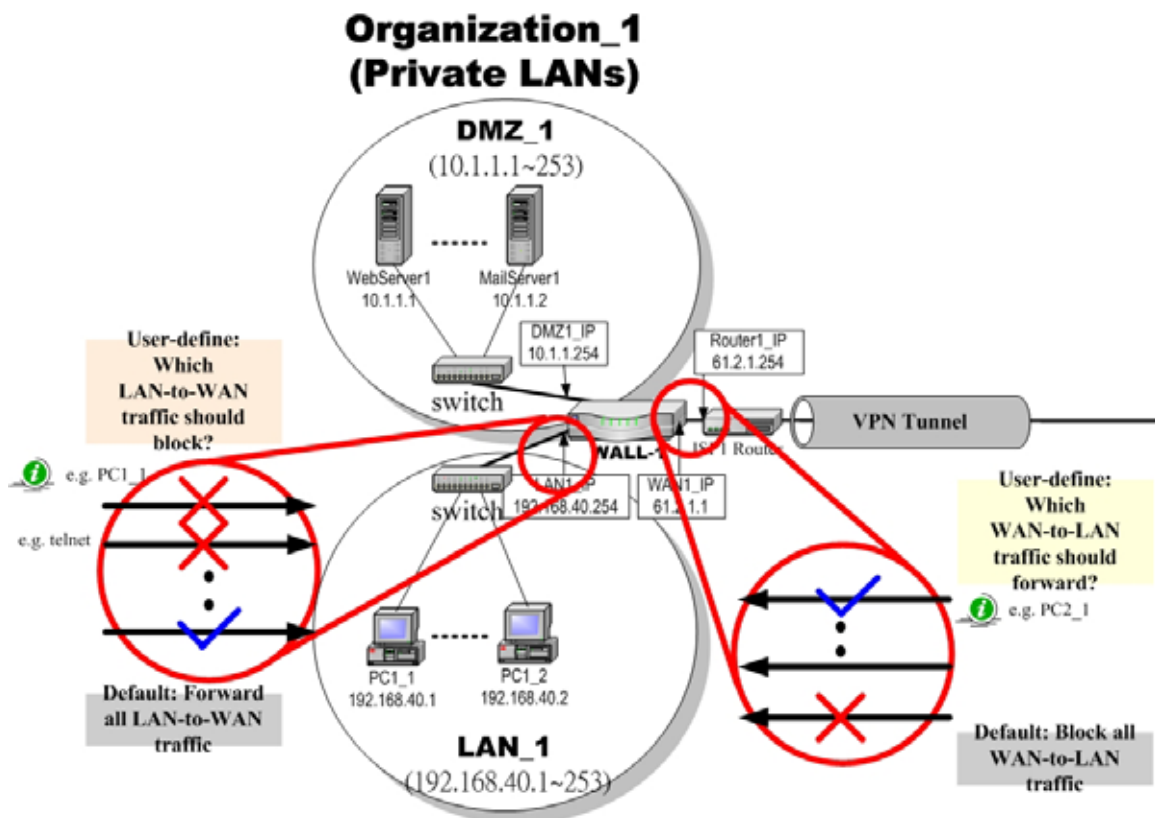 Organization_1
(Private LANs)
DMZ_1
(10.1.1.1~253)
WebServer1
10.1.1.1
MailServer1
10.1.1.2
User-define:
Which
LAN-to-WAN
traffic should
block?
DMZ1_IP
10.1.1.254
Router1_IP
61.2.1.254
switch
VPN Tunnel
WALL-1
ISP1 Router
e.g. PC1_1
LAN1_IP
192.168.40.254
WAN1_IP
61.2.1.1
switch
User-define:
Which
WAN-to-LAN
traffic should
forward?
e.g. telnet
e.g. PC2_1
PC1_1
192.168.40.1
PC1_2
192.168.40.2
Default: Forward
all LAN-to-WAN
traffic
LAN_1
(192.168.40.1~253)
Default: Block all
WAN-to-LAN
traffic